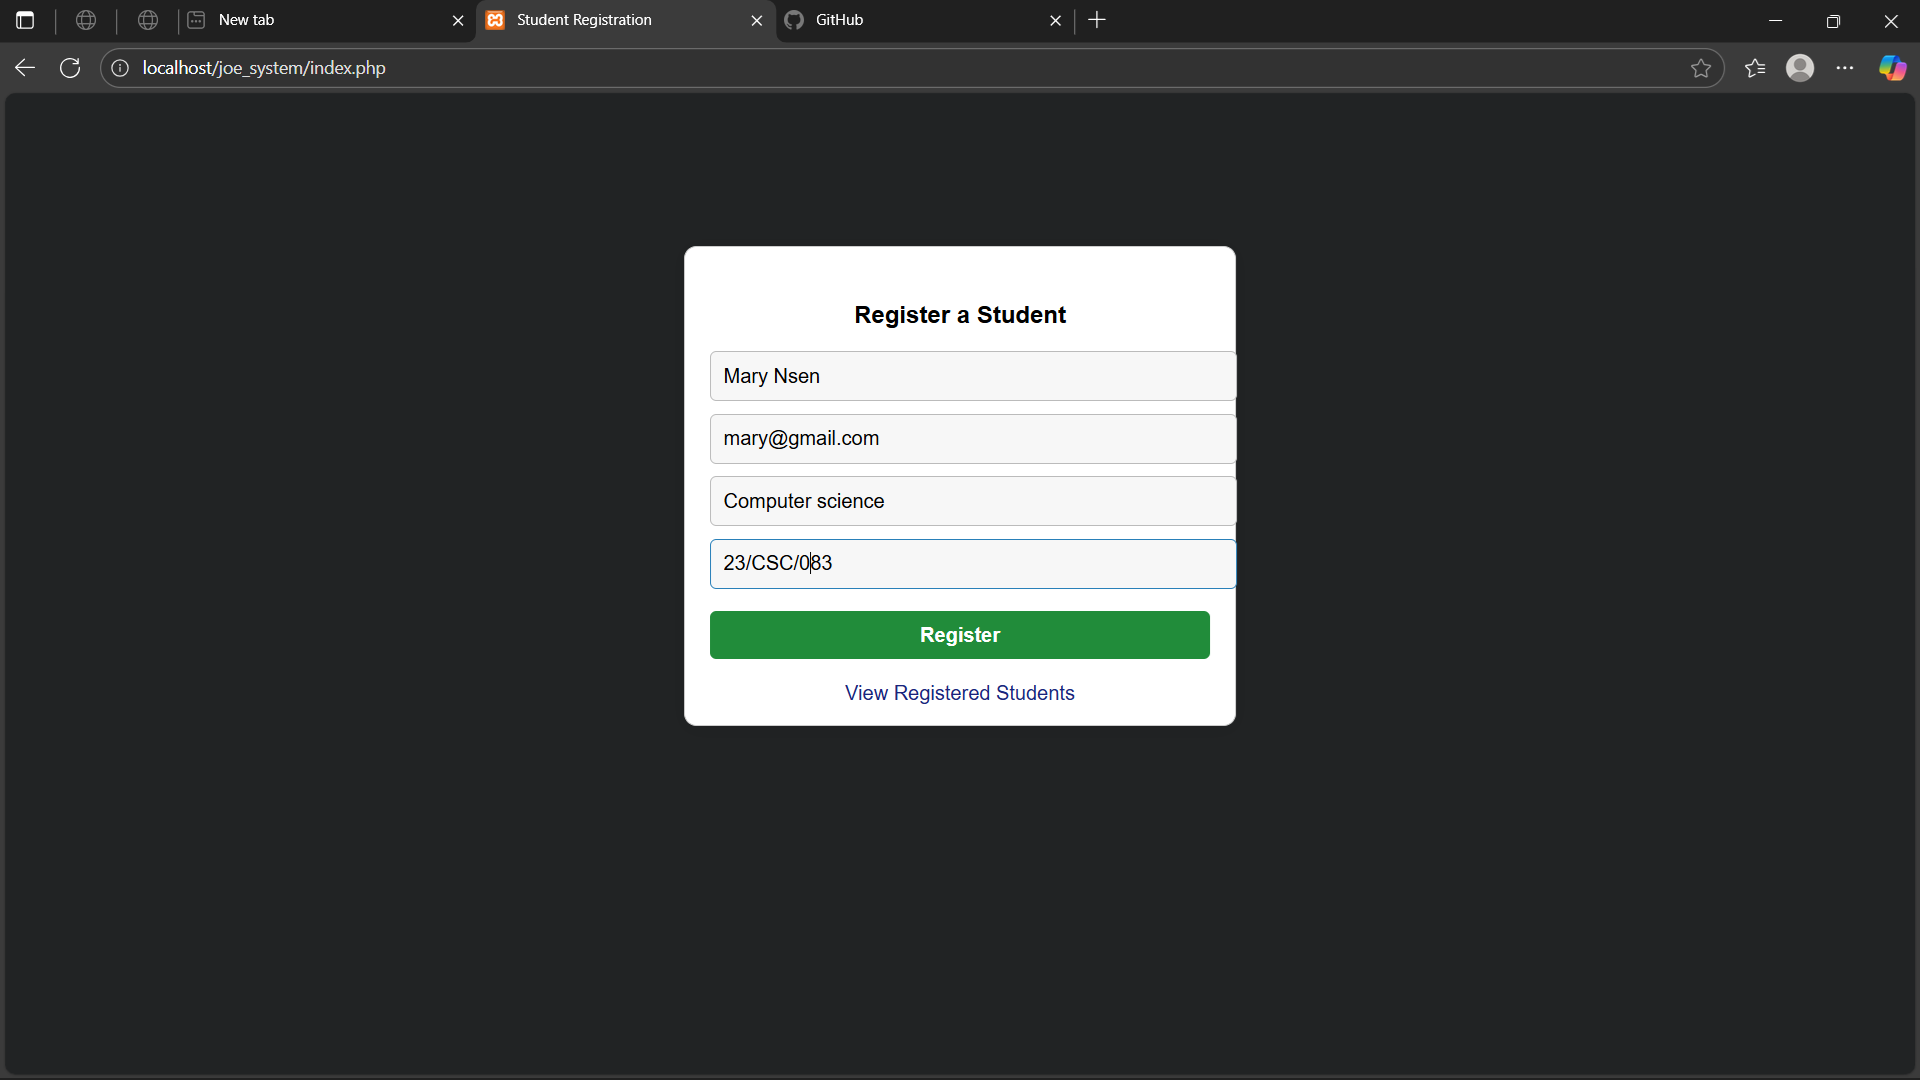 New tab
Student Registration
GitHub
localhost/joe_system/index.php
Register a Student
Mary Nsen
mary@gmail.com
Computer science
23/CSC/083
Register
View Registered Students